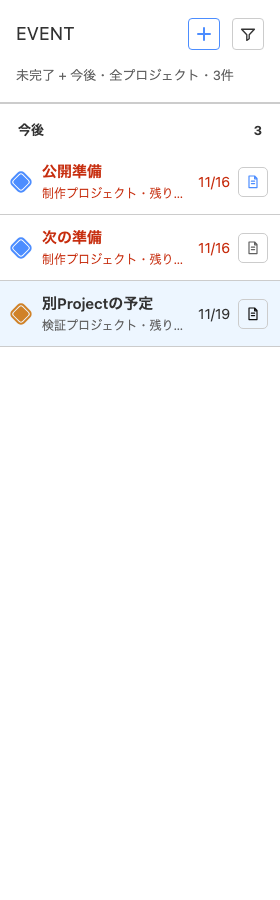 EVENT
未完了 + 今後・全プロジェクト・3件
今後 3
公開準備
制作プロジェクト・残り... 11/16
次の準備
制作プロジェクト・残り... 11/16
別Projectの予定
検証プロジェクト・残り... 11/19